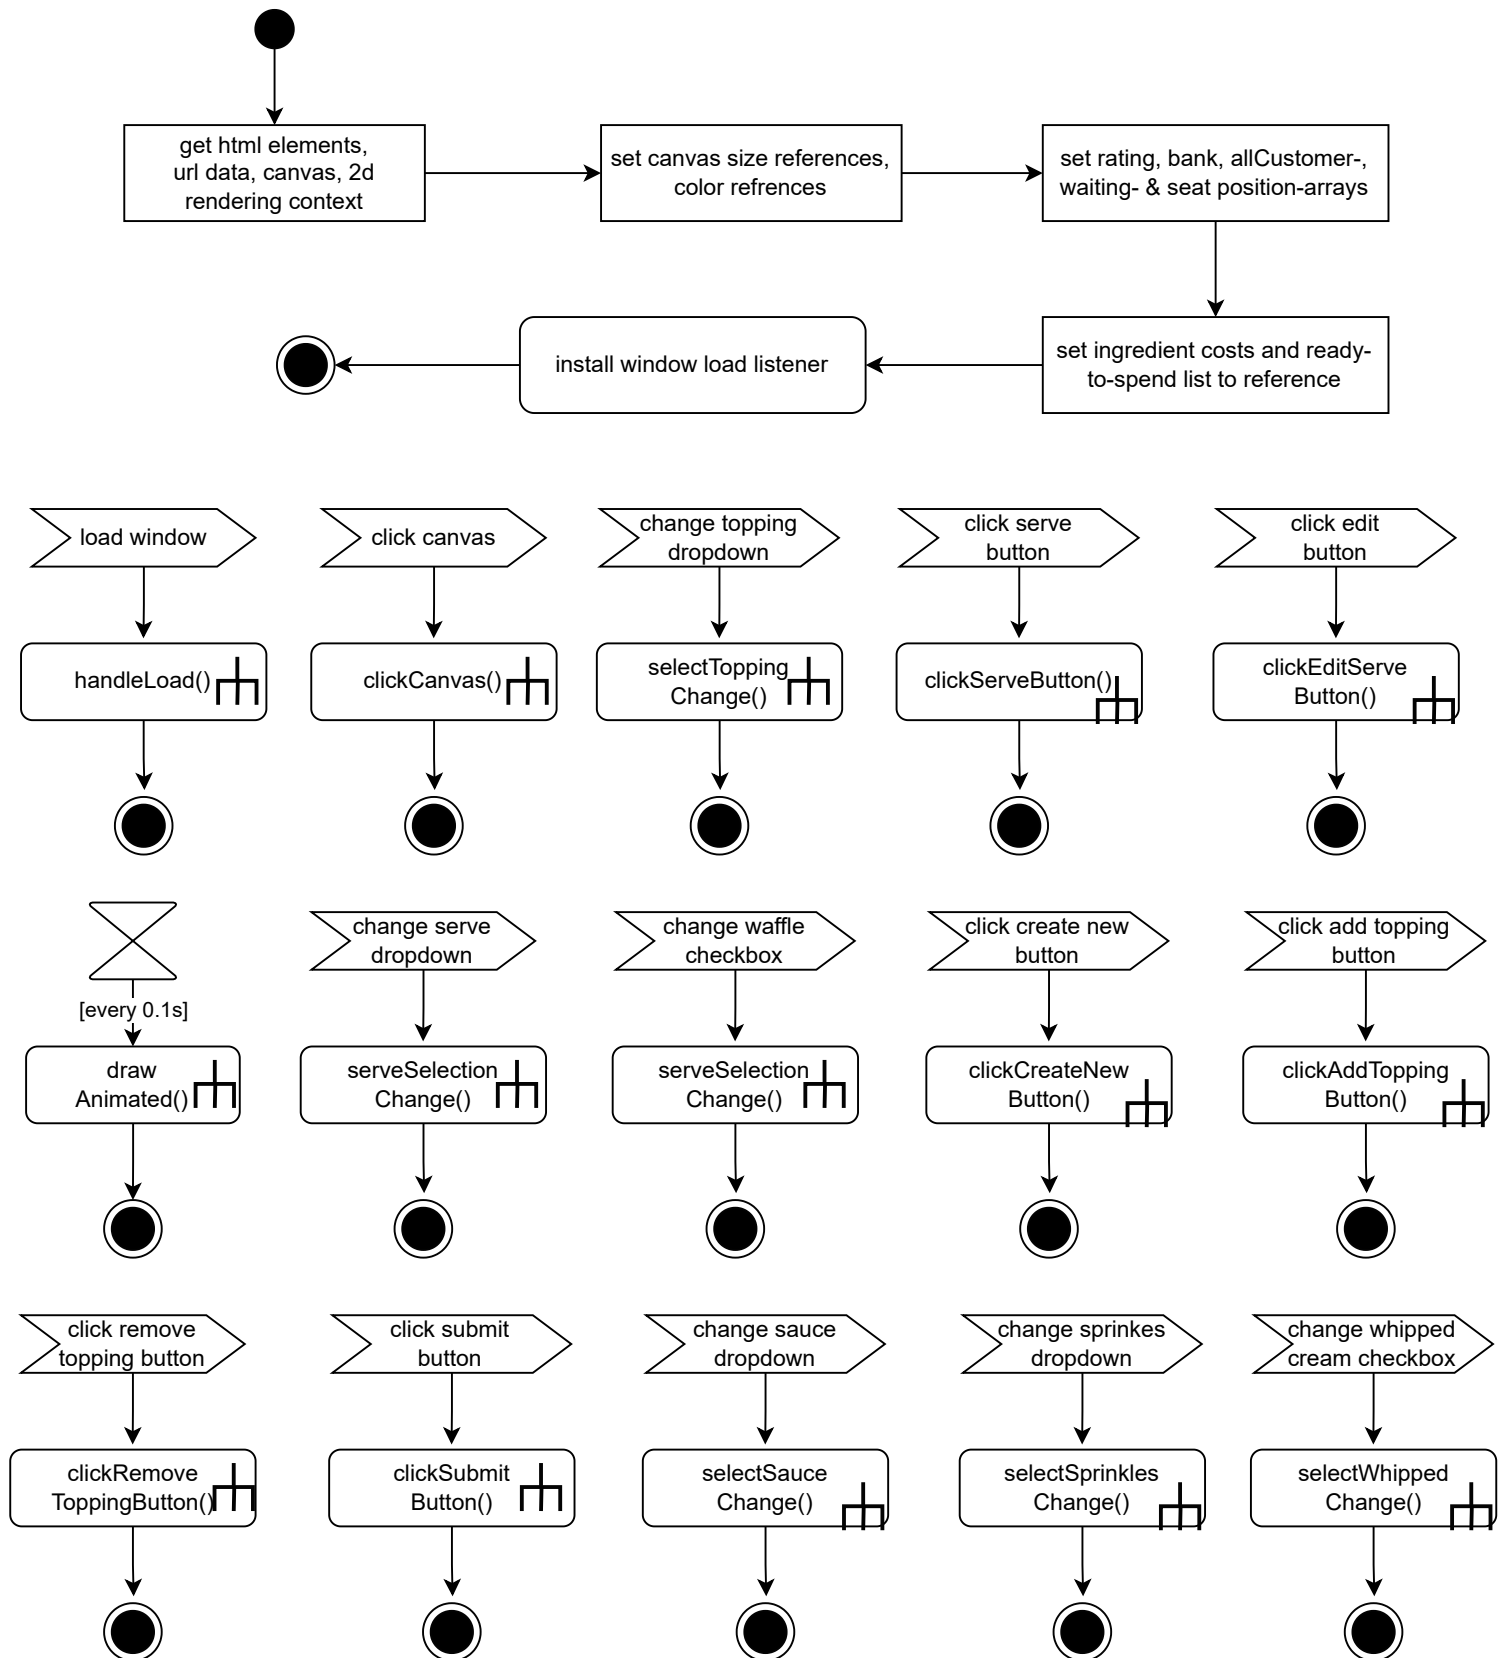 get html elements,
url data, canvas, 2d
rendering context
set canvas size references,
color refrences
set rating, bank, allCustomer-,
waiting- & seat position-arrays
install window load listener
set ingredient costs and ready-
to-spend list to reference
load window
click canvas
change topping
dropdown
click serve
button
click edit
button
handleLoad()
clickCanvas()
selectTopping
Change()
clickServeButton()
clickEditServe
Button()
[every 0.1s]
change serve
dropdown
change waffle
checkbox
click create new
button
click add topping
button
draw
Animated()
serveSelection
Change()
serveSelection
Change()
clickCreateNew
Button()
clickAddTopping
Button()
click remove
topping button
click submit
button
change sauce
dropdown
change sprinkes
dropdown
change whipped
cream checkbox
clickRemove
ToppingButton()
clickSubmit
Button()
selectSauce
Change()
selectSprinkles
Change()
selectWhipped
Change()